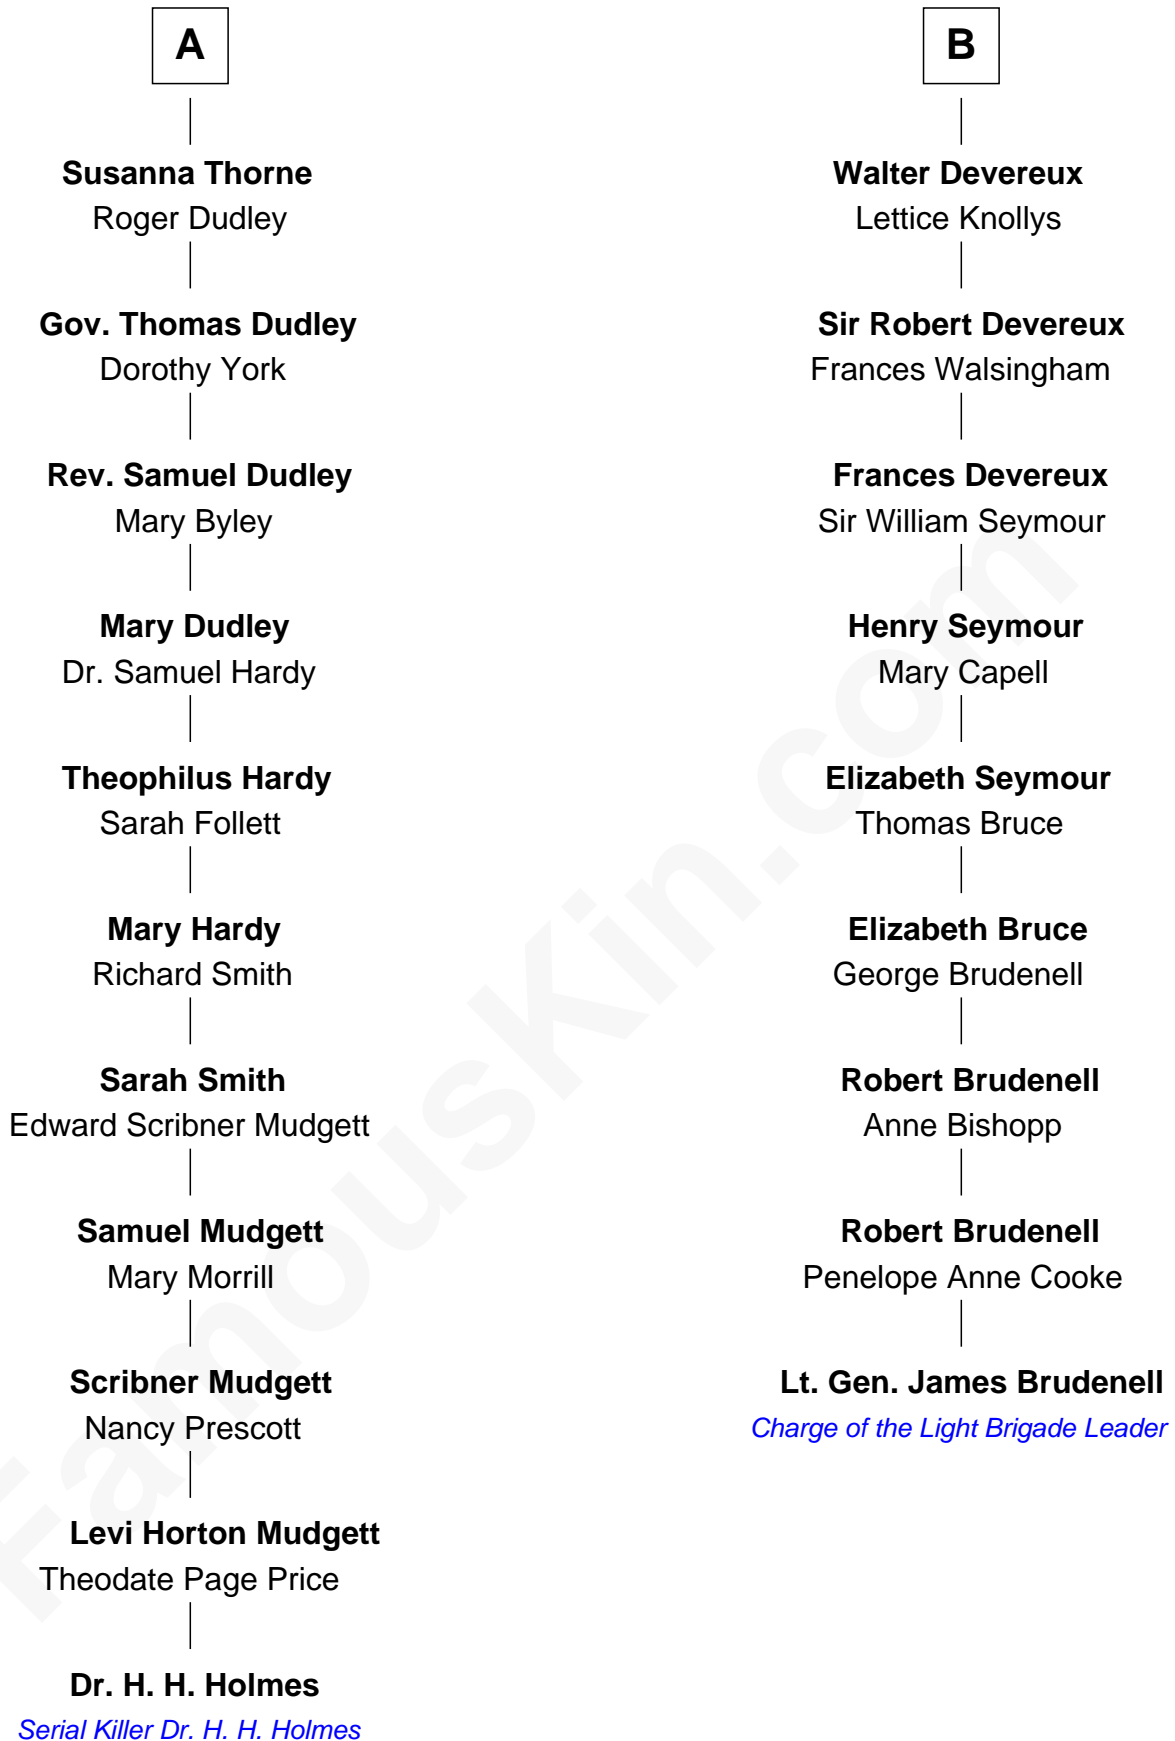 A
Susanna Thorne
Roger Dudley
Gov. Thomas Dudley
Dorothy York
Rev. Samuel Dudley
Mary Byley
Mary Dudley
Dr. Samuel Hardy
Theophilus Hardy
Sarah Follett
Mary Hardy
Richard Smith
Sarah Smith
Edward Scribner Mudgett
Samuel Mudgett
Mary Morrill
Scribner Mudgett
Nancy Prescott
Levi Horton Mudgett
Theodate Page Price
Dr. H. H. Holmes
Serial Killer Dr. H. H. Holmes
B
Walter Devereux
Lettice Knollys
Sir Robert Devereux
Frances Walsingham
Frances Devereux
Sir William Seymour
Henry Seymour
Mary Capell
Elizabeth Seymour
Thomas Bruce
Elizabeth Bruce
George Brudenell
Robert Brudenell
Anne Bishopp
Robert Brudenell
Penelope Anne Cooke
Lt. Gen. James Brudenell
Charge of the Light Brigade Leader
FamousKin.com